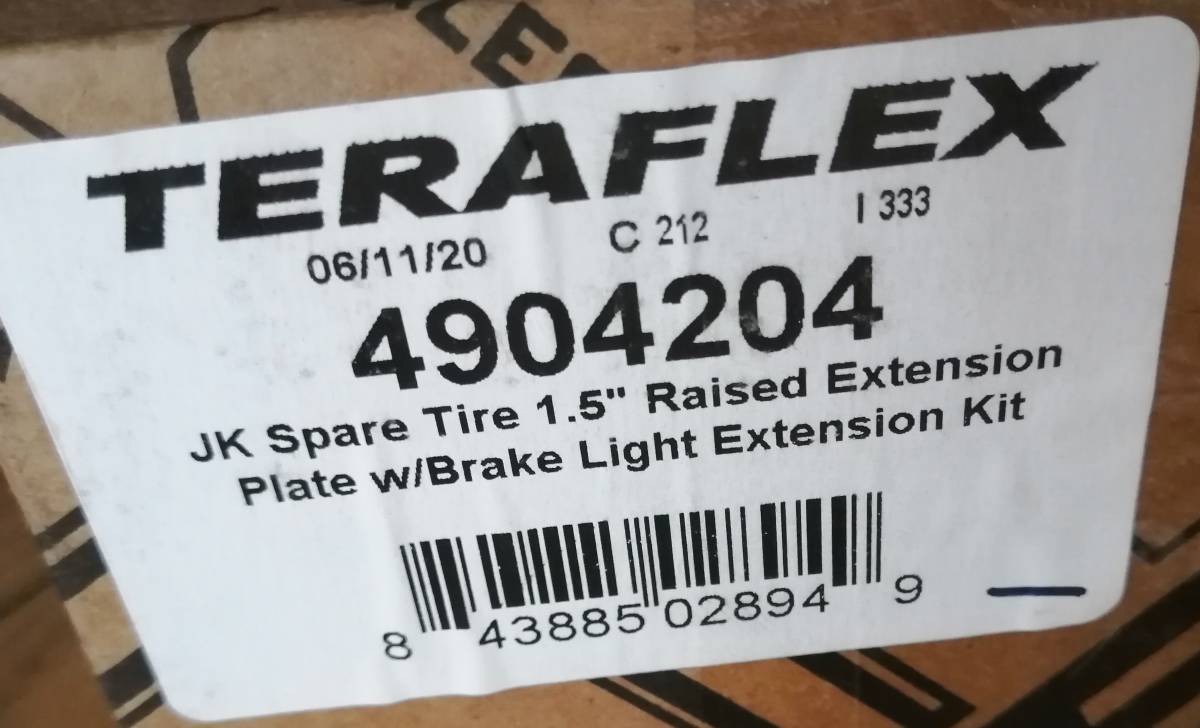 TERAFLEX
06/11/20 C 212 I 333
4904204
JK Spare Tire 1.5" Raised Extension
Plate w/Brake Light Extension Kit
8 43885 02894 9